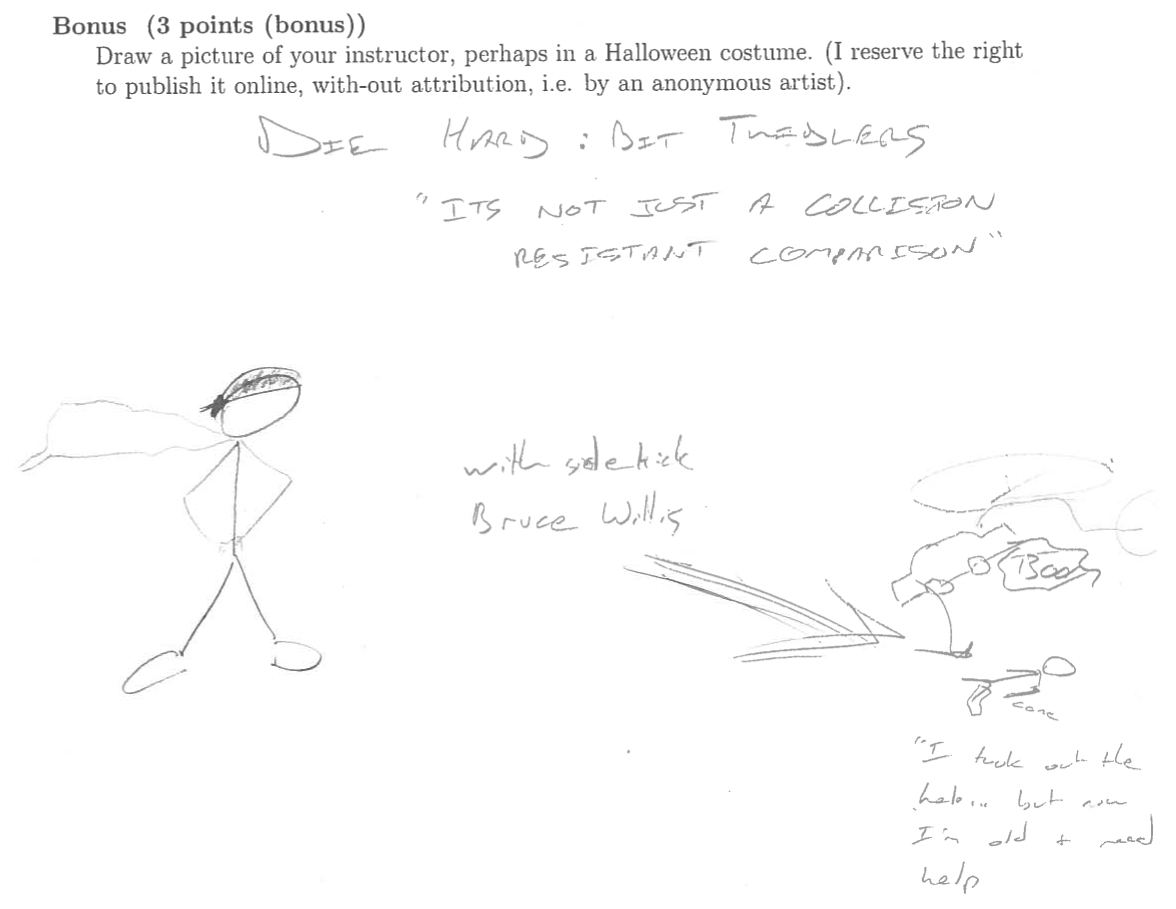 Bonus (3 points (bonus))
Draw a picture of your instructor, perhaps in a Halloween costume. (I reserve the right
to publish it online, with-out attribution, i.e. by an anonymous artist).
DIE HARD : BIT TWIDLERS
"ITS NOT JUST A COLLISION
RESISTANT COMPARISON"
with sidekick
Bruce Willis
Boom
cane
"I took out the
helo... but now
I'm old + need
help